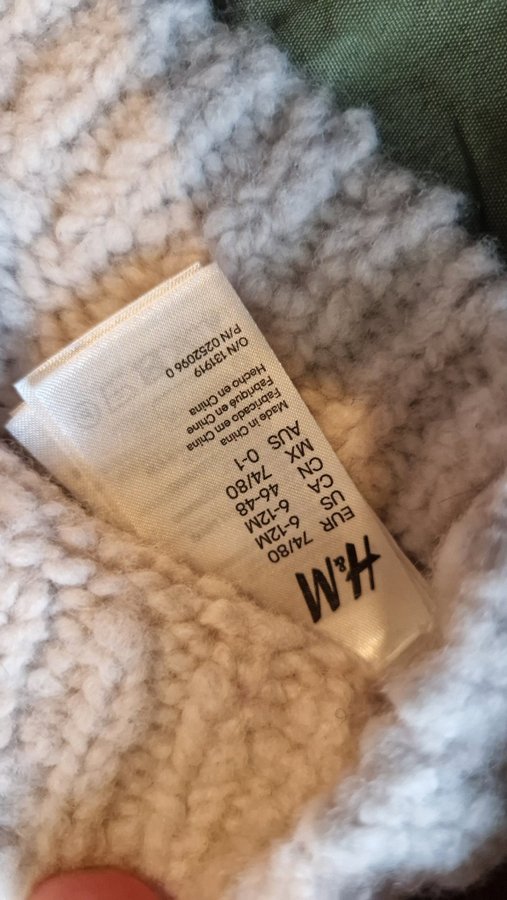 H&M
EUR 74/80
US 6-12M
CA 6-12M
CN 46-48
MX 74/80
AUS 0-1
Made in China
Fabricado em China
Fabriqué en Chine
Hecho en China
O/N 131919
P/N 0252096 0